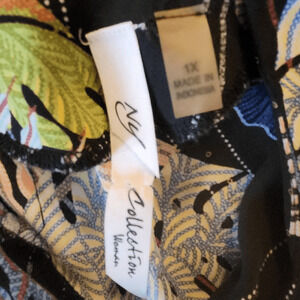 NY
Collection
Woman
1X
MADE IN
INDONESIA